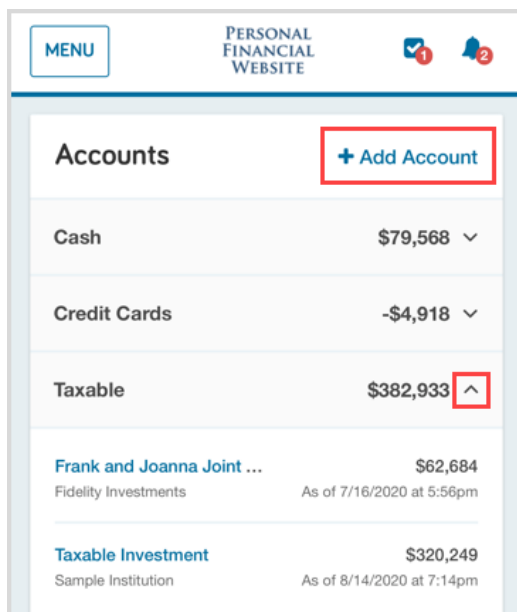 MENU
PERSONAL
FINANCIAL
WEBSITE
1
2
Accounts
+ Add Account
Cash $79,568
Credit Cards -$4,918
Taxable $382,933
Frank and Joanna Joint ... $62,684
Fidelity Investments As of 7/16/2020 at 5:56pm
Taxable Investment $320,249
Sample Institution As of 8/14/2020 at 7:14pm